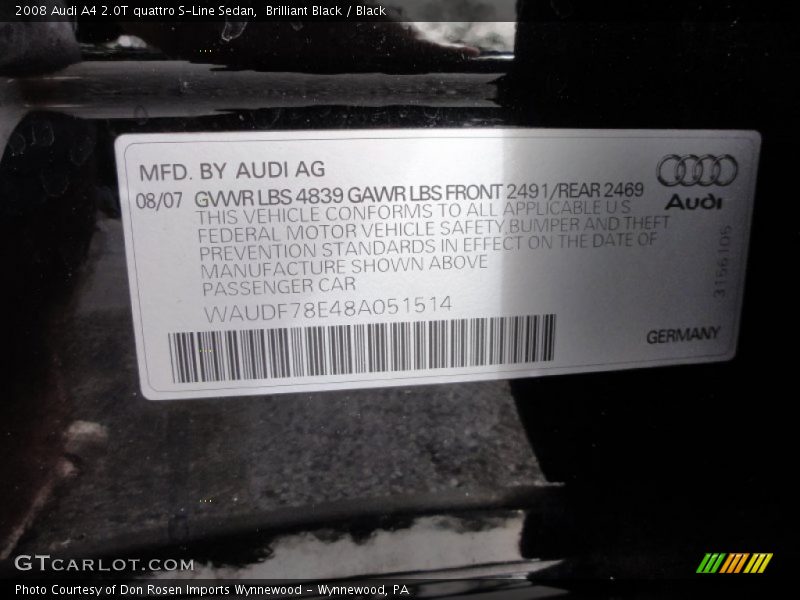 2008 Audi A4 2.0T quattro S-Line Sedan,  Brilliant Black / Black
MFD. BY AUDI AG
08/07 GVWR LBS 4839 GAWR LBS FRONT 2491/REAR 2469
THIS VEHICLE CONFORMS TO ALL APPLICABLE U S
FEDERAL MOTOR VEHICLE SAFETY,BUMPER AND THEFT
PREVENTION STANDARDS IN EFFECT ON THE DATE OF
MANUFACTURE SHOWN ABOVE
PASSENGER CAR
WAUDF78E48A051514
Audi
3156105
GERMANY
GTCARLOT.COM
Photo Courtesy of Don Rosen Imports Wynnewood - Wynnewood, PA